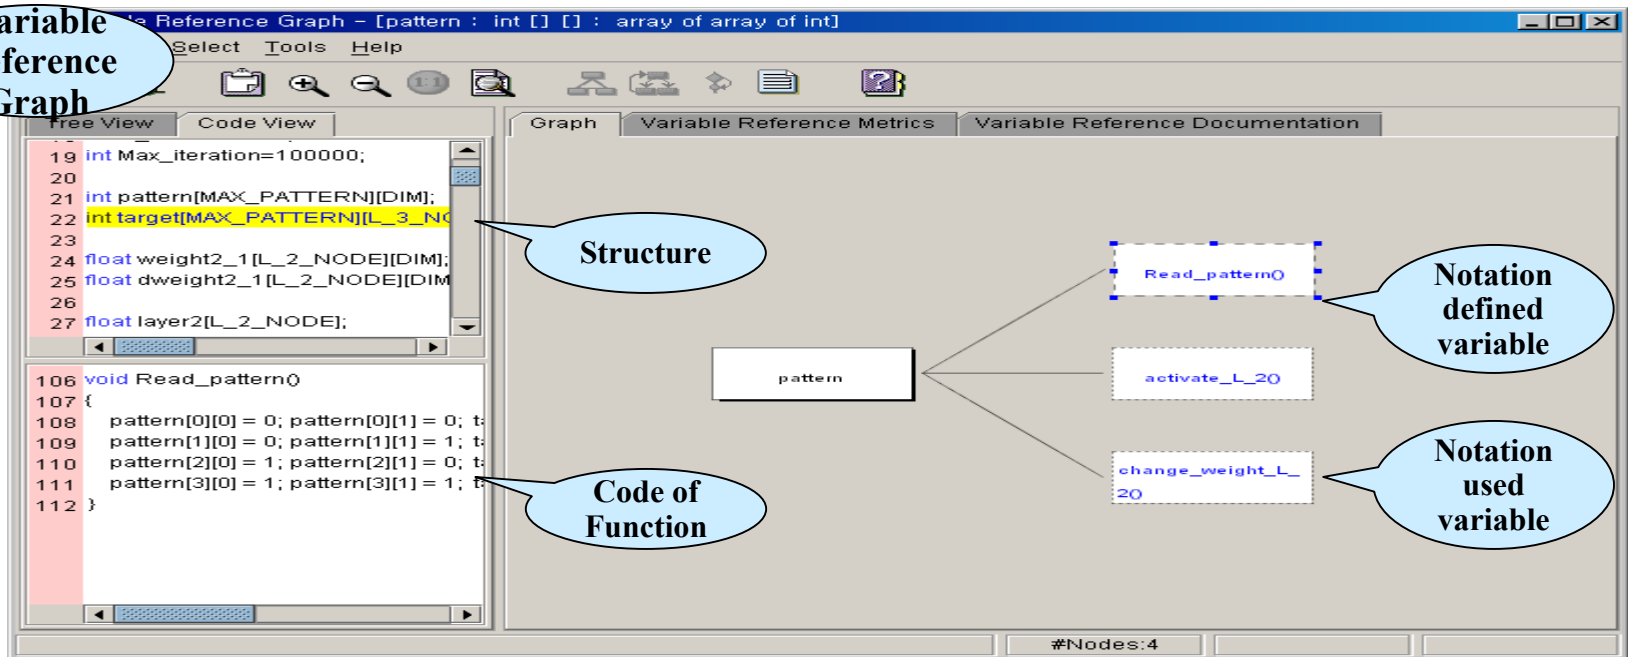 ariable
ference
Graph
Reference Graph – [pattern : int [] [] : array of array of int]
Select Tools Help
1:1
Tree View Code View
19 int Max_iteration=100000;
20
21 int pattern[MAX_PATTERN][DIM];
22 int target[MAX_PATTERN][L_3_NO
23
24 float weight2_1[L_2_NODE][DIM];
25 float dweight2_1[L_2_NODE][DIM
26
27 float layer2[L_2_NODE];
106 void Read_pattern()
107 {
108 pattern[0][0] = 0; pattern[0][1] = 0; t
109 pattern[1][0] = 0; pattern[1][1] = 1; t
110 pattern[2][0] = 1; pattern[2][1] = 0; t
111 pattern[3][0] = 1; pattern[3][1] = 1; t
112 }
Structure
Code of
Function
Graph Variable Reference Metrics Variable Reference Documentation
pattern
Read_pattern()
activate_L_2()
change_weight_L_
2()
Notation
defined
variable
Notation
used
variable
#Nodes:4